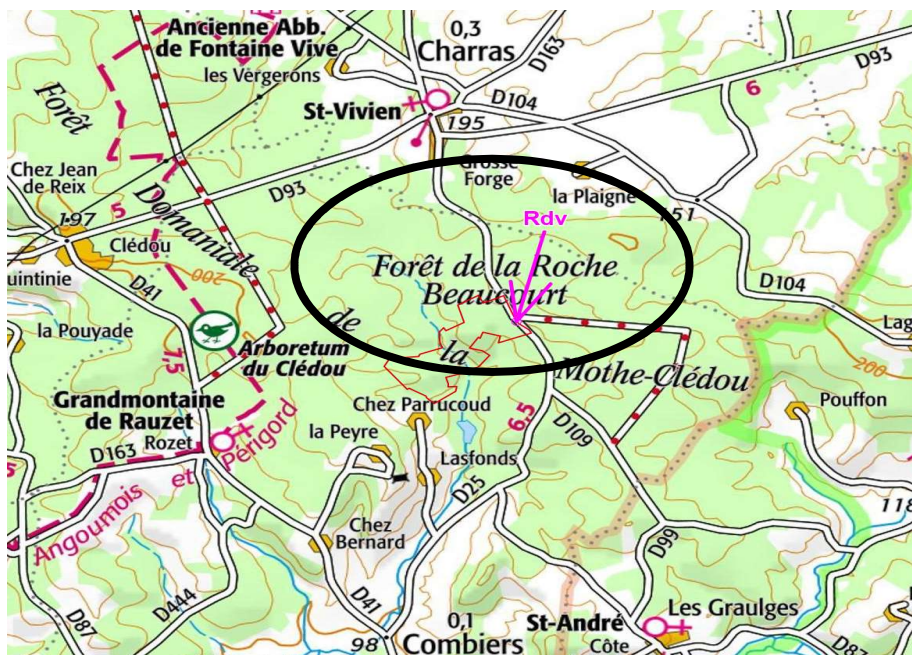 Ancienne Abb.
de Fontaine Vive
les Vergerons
0,3
Charras
D163
D93
6
St-Vivien
D104
195
Grosse
Forge
la Plaigne
Forêt
Domaniale
de
la
Mothe-Clédou
Chez Jean
de Reix
197
5
D93
Clédou
D41
200
la Pouyade
7,5
Arboretum
du Clédou
Rdv
Forêt de la Roche
Beaucourt
D104
200
Grandmontaine
de Rauzet
Rozet
D163
Angoumois et Périgord
Chez Parrucoud
la Peyre
Lasfonds
6,5
D109
D25
Pouffon
Chez
Bernard
D99
D87
D444
D41
98
0,1
Combiers
St-André
Côte
Les Graulges
D87